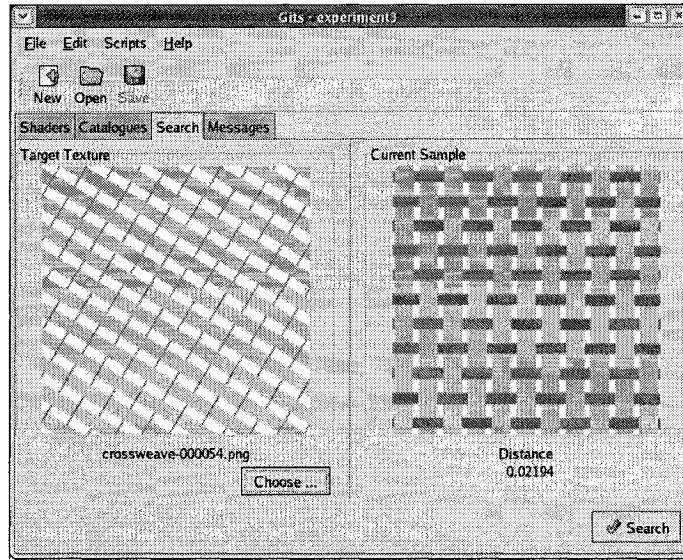 Gits - experiment3
File Edit Scripts Help
New Open Save
Shaders Catalogues Search Messages
Target Texture
Current Sample
crossweave-000054.png
Choose ...
Distance
0.02194
Search